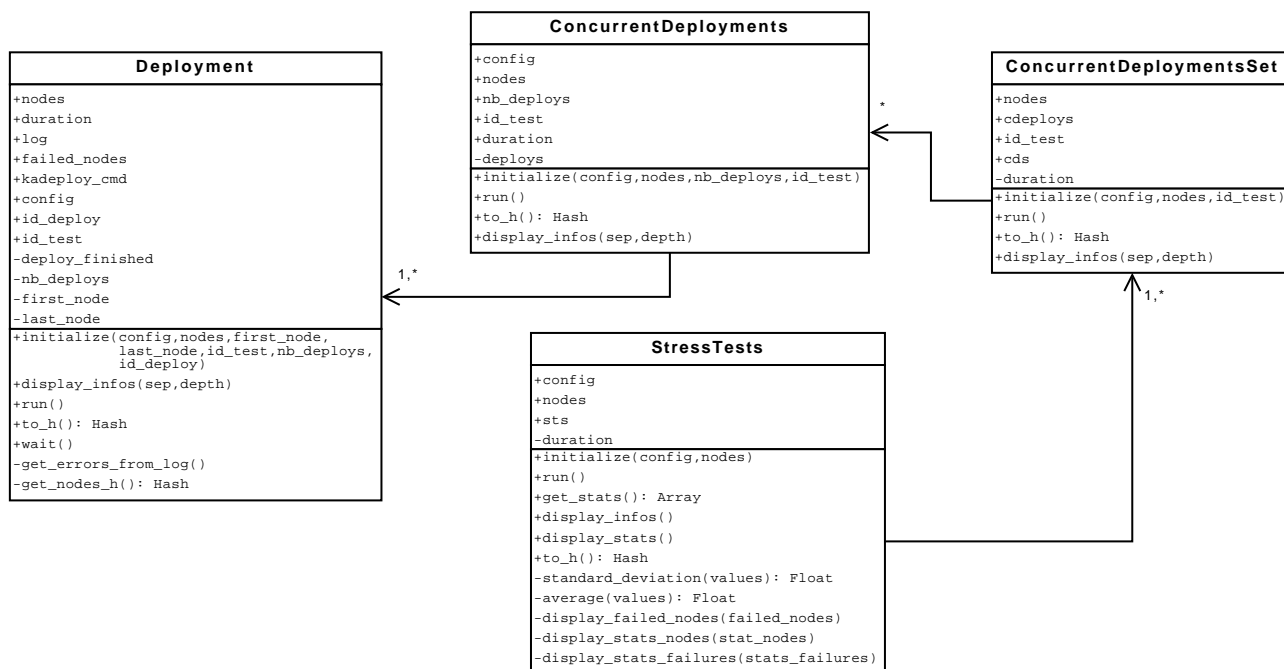 Deployment
+nodes
+duration
+log
+failed_nodes
+kadeploy_cmd
+config
+id_deploy
+id_test
-deploy_finished
-nb_deploys
-first_node
-last_node
+initialize(config,nodes,first_node,
last_node,id_test,nb_deploys,
id_deploy)
+display_infos(sep,depth)
+run()
+to_h(): Hash
+wait()
-get_errors_from_log()
-get_nodes_h(): Hash
1,*
ConcurrentDeployments
+config
+nodes
+nb_deploys
+id_test
+duration
-deploys
+initialize(config,nodes,nb_deploys,id_test)
+run()
+to_h(): Hash
+display_infos(sep,depth)
*
ConcurrentDeploymentsSet
+nodes
+cdeploys
+id_test
+cds
-duration
+initialize(config,nodes,id_test)
+run()
+to_h(): Hash
+display_infos(sep,depth)
1,*
StressTests
+config
+nodes
+sts
-duration
+initialize(config,nodes)
+run()
+get_stats(): Array
+display_infos()
+display_stats()
+to_h(): Hash
-standard_deviation(values): Float
-average(values): Float
-display_failed_nodes(failed_nodes)
-display_stats_nodes(stat_nodes)
-display_stats_failures(stats_failures)